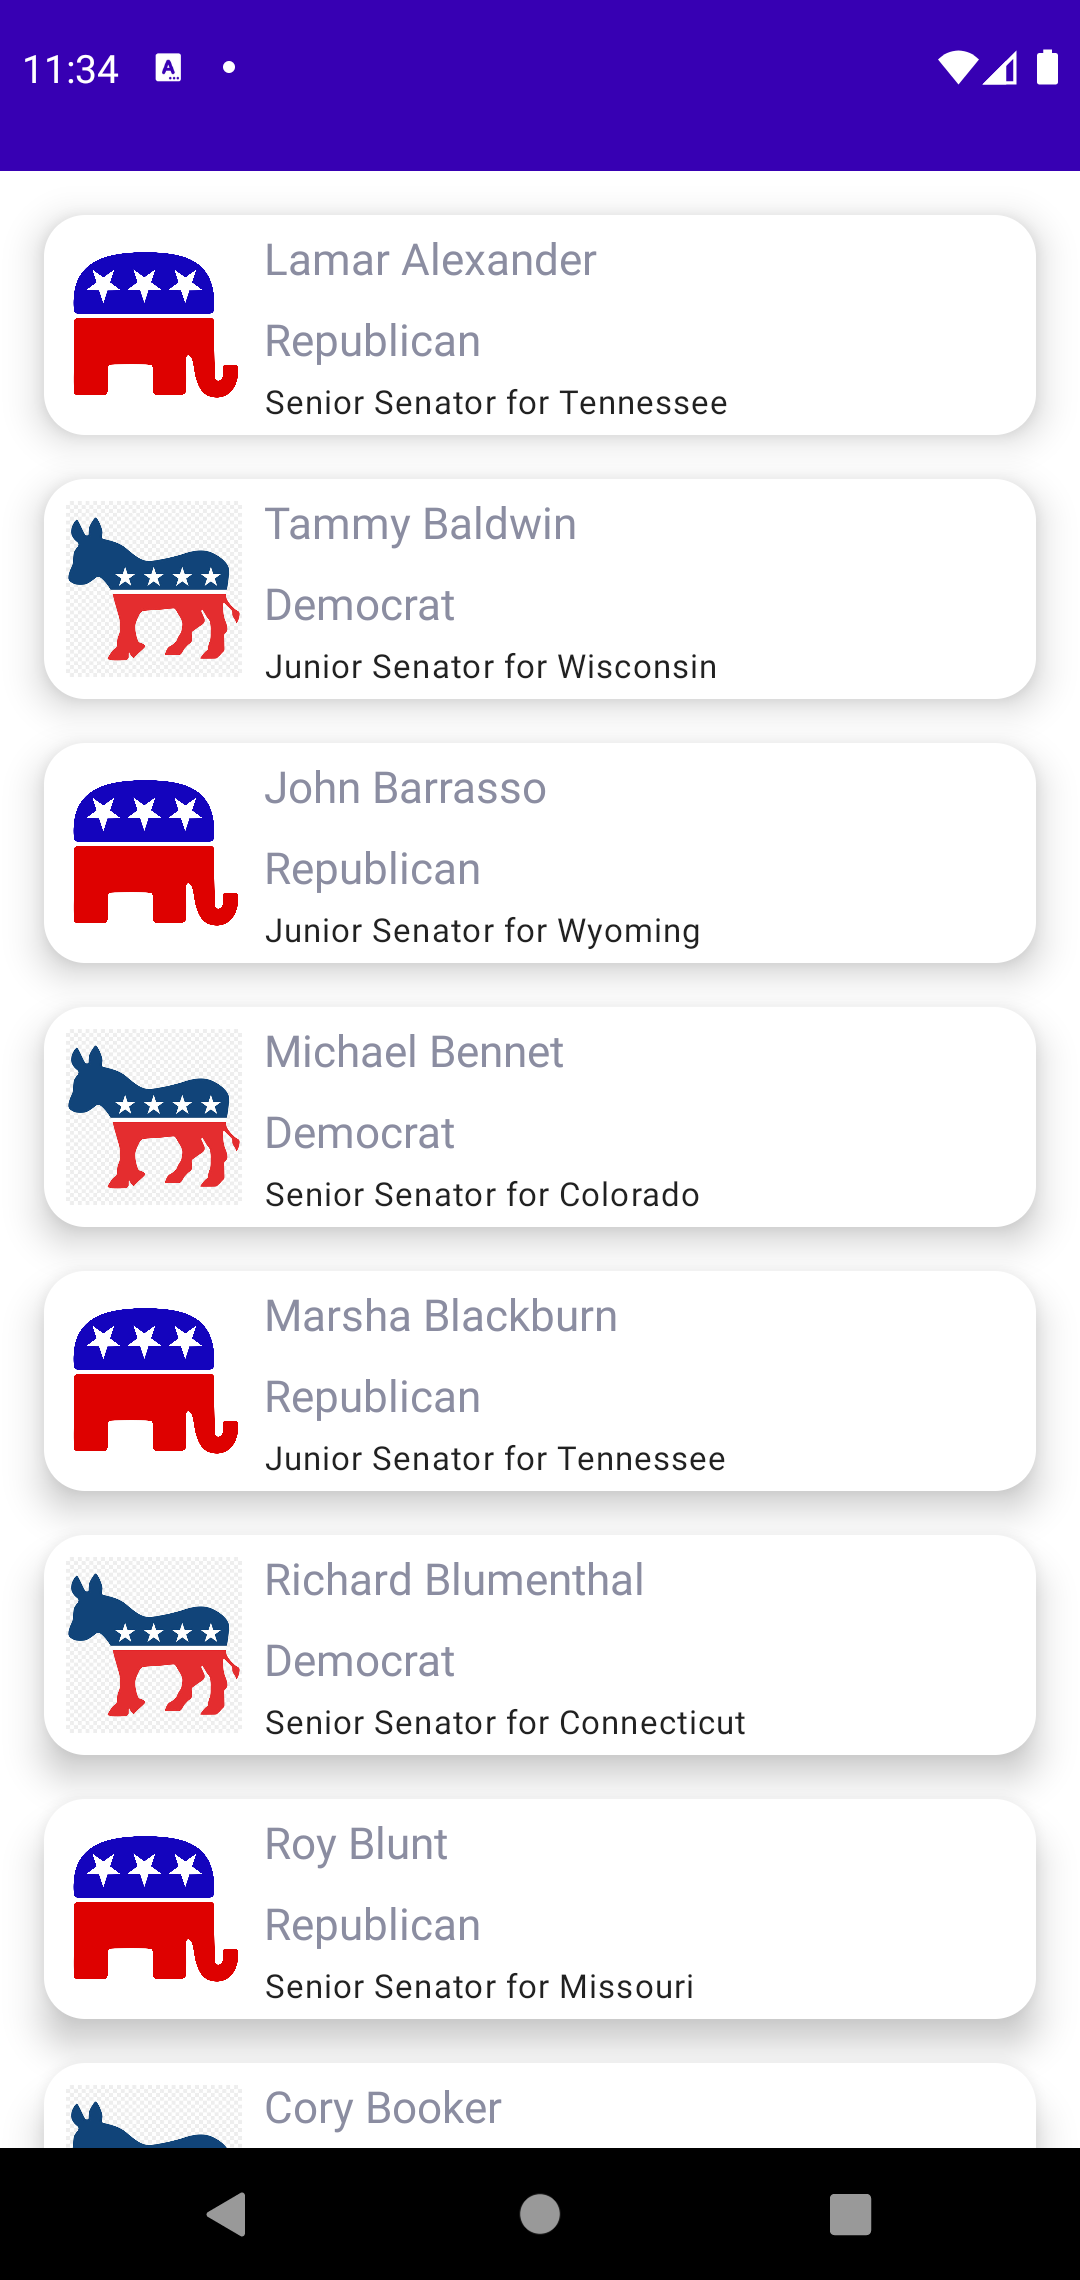 11:34
Lamar Alexander
Republican
Senior Senator for Tennessee
Tammy Baldwin
Democrat
Junior Senator for Wisconsin
John Barrasso
Republican
Junior Senator for Wyoming
Michael Bennet
Democrat
Senior Senator for Colorado
Marsha Blackburn
Republican
Junior Senator for Tennessee
Richard Blumenthal
Democrat
Senior Senator for Connecticut
Roy Blunt
Republican
Senior Senator for Missouri
Cory Booker